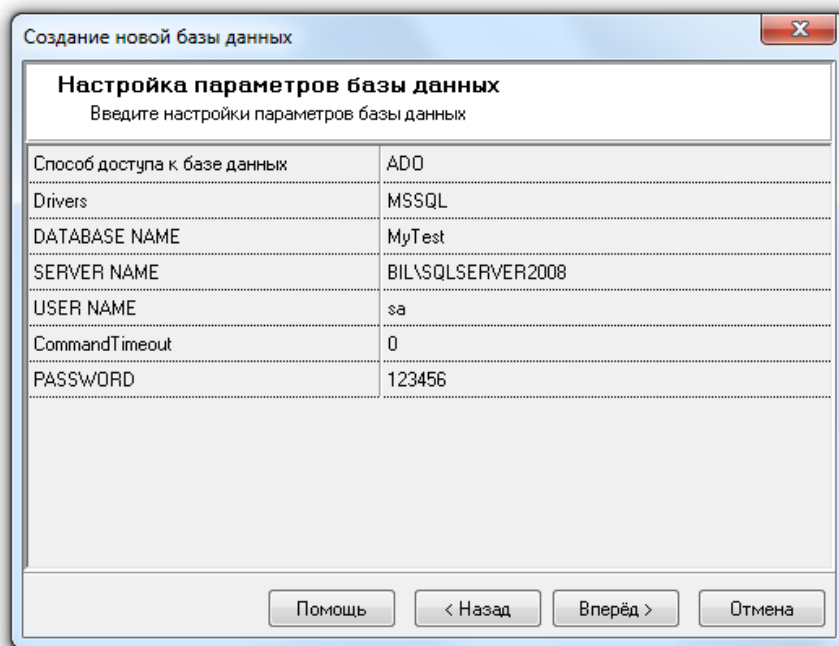 Создание новой базы данных
Настройка параметров базы данных
Введите настройки параметров базы данных
Способ доступа к базе данных ADO
Drivers MSSQL
DATABASE NAME MyTest
SERVER NAME BIL\SQLSERVER2008
USER NAME sa
CommandTimeout 0
PASSWORD 123456
Помощь < Назад Вперёд > Отмена